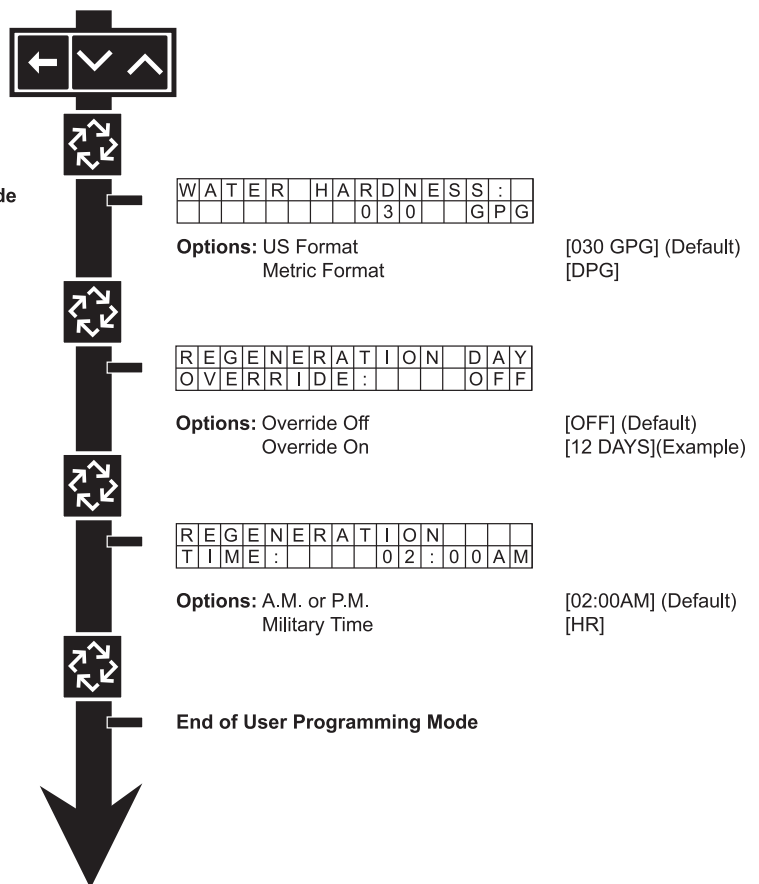 de
WATER HARDNESS:
030 GPG
Options: US Format [030 GPG] (Default)
Metric Format [DPG]
REGENERATION DAY
OVERRIDE: OFF
Options: Override Off [OFF] (Default)
Override On [12 DAYS](Example)
REGENERATION
TIME: 02:00AM
Options: A.M. or P.M. [02:00AM] (Default)
Military Time [HR]
End of User Programming Mode